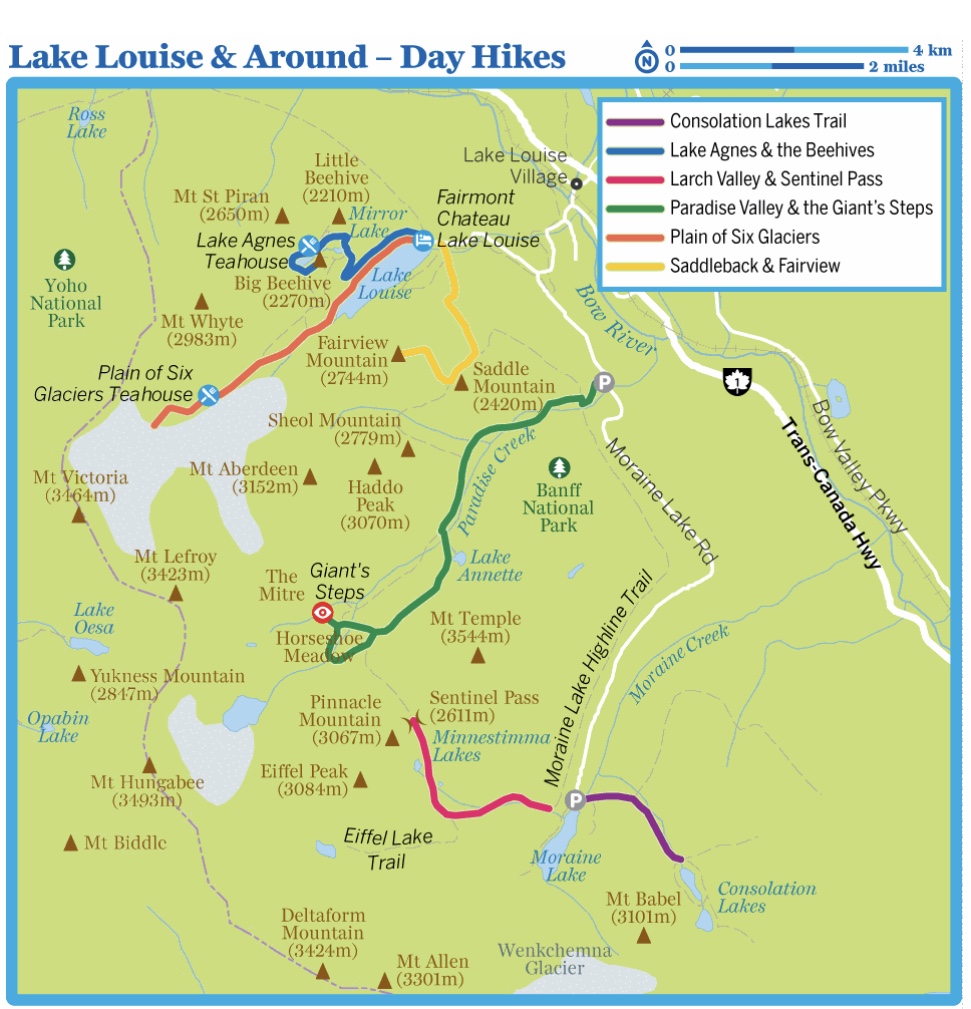 Lake Louise & Around – Day Hikes
N
0
4 km
0
2 miles
Consolation Lakes Trail
Lake Agnes & the Beehives
Larch Valley & Sentinel Pass
Paradise Valley & the Giant's Steps
Plain of Six Glaciers
Saddleback & Fairview
Ross
Lake
Lake Louise
Village
Little
Beehive
(2210m)
Mt St Piran
(2650m)
Mirror
Lake
Fairmont
Chateau
Lake Louise
Lake Agnes
Teahouse
Big Beehive
(2270m)
Lake
Louise
Yoho
National
Park
Mt Whyte
(2983m)
Bow River
Fairview
Mountain
(2744m)
Saddle
Mountain
(2420m)
Plain of Six
Glaciers Teahouse
P
1
Trans-Canada Hwy
Bow Valley Pkwy
Sheol Mountain
(2779m)
Paradise Creek
Moraine Lake Rd
Mt Victoria
(3464m)
Mt Aberdeen
(3152m)
Haddo
Peak
(3070m)
Banff
National
Park
Mt Lefroy
(3423m)
The
Mitre
Giant's
Steps
Lake
Annette
Lake
Oesa
Horseshoe
Meadow
Mt Temple
(3544m)
Moraine Lake Highline Trail
Moraine Creek
Yukness Mountain
(2847m)
Opabin
Lake
Pinnacle
Mountain
(3067m)
Sentinel Pass
(2611m)
Minnestimma
Lakes
Mt Hungabee
(3493m)
Eiffel Peak
(3084m)
P
Mt Biddle
Eiffel Lake
Trail
Moraine
Lake
Consolation
Lakes
Mt Babel
(3101m)
Deltaform
Mountain
(3424m)
Mt Allen
(3301m)
Wenkchemna
Glacier